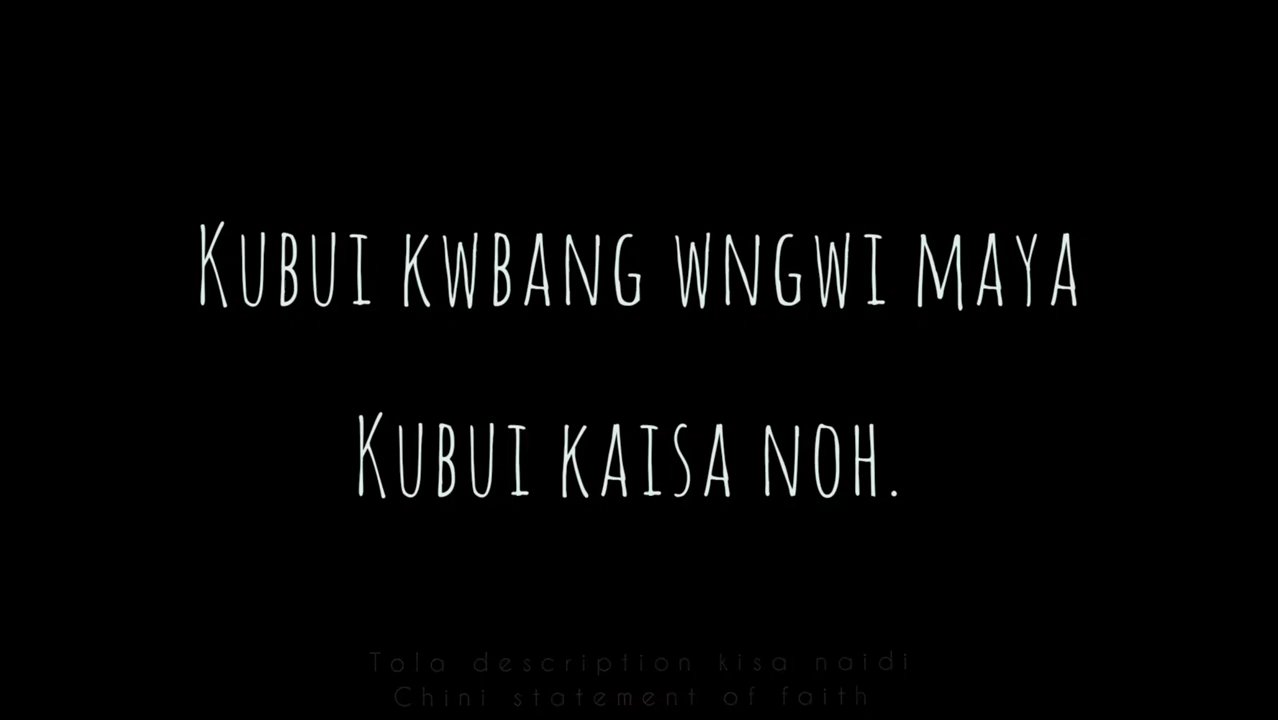 Kubui kwbang wngwi maya
Kubui kaisa noh.
Tola description kisa naidi
Chini statement of faith